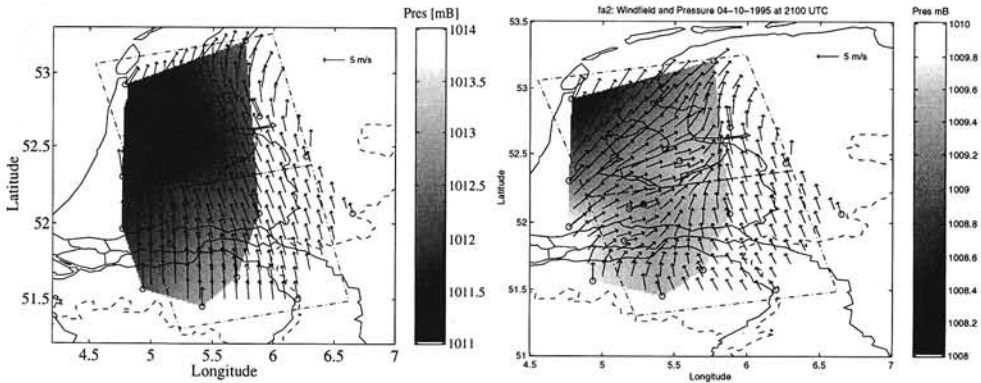 Pres [mB]
1014
1013.5
1013
1012.5
1012
1011.5
1011
5 m/s
53
52.5
52
51.5
Latitude
4.5 5 5.5 6 6.5 7
Longitude
fa2: Windfield and Pressure 04-10-1995 at 2100 UTC
Pres mB
1010
1009.8
1009.6
1009.4
1009.2
1009
1008.8
1008.6
1008.4
1008.2
1008
5 m/s
53.5
53
52.5
52
51.5
51
Latitude
4.5 5 5.5 6 6.5 7
Longitude